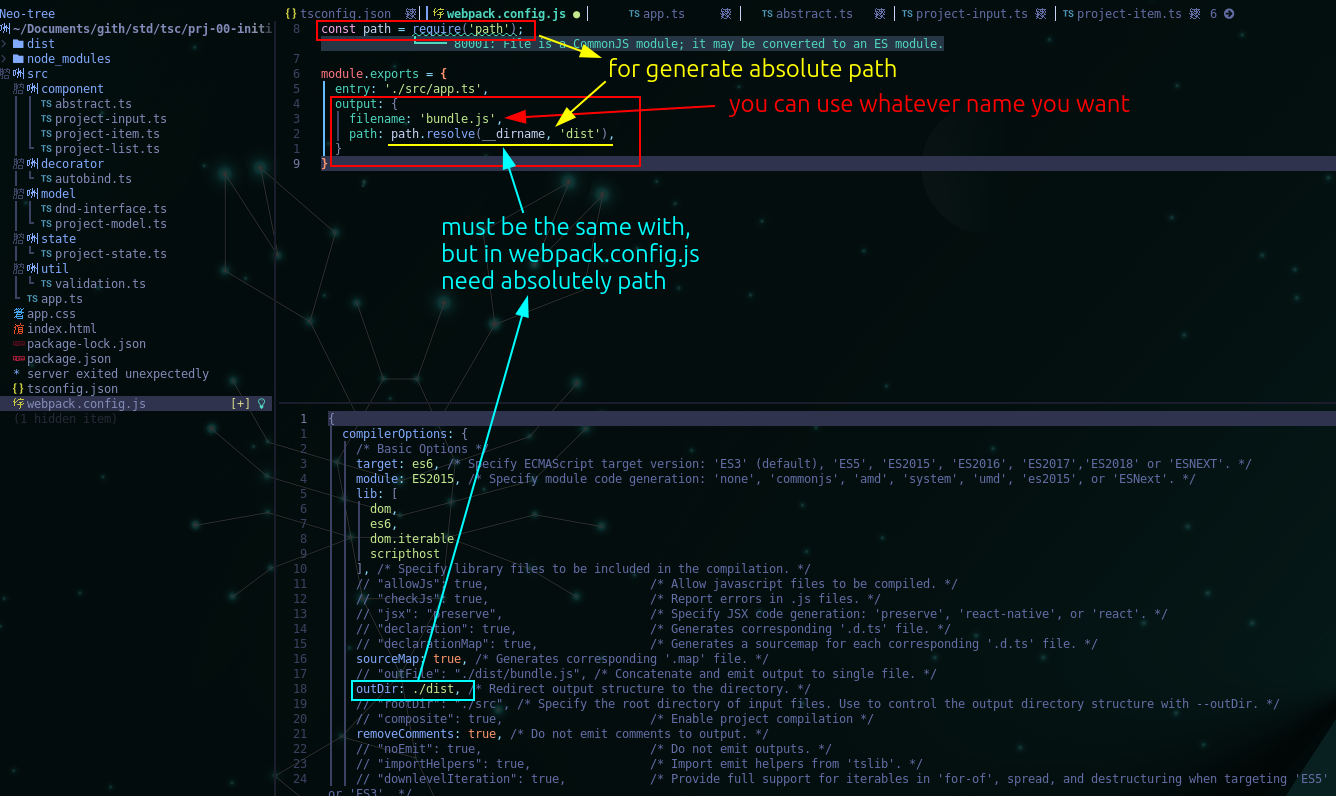 Neo-tree
~/Documents/gith/std/tsc/prj-00-initi
dist
node_modules
src
component
TS abstract.ts
TS project-input.ts
TS project-item.ts
TS project-list.ts
decorator
TS autobind.ts
model
TS dnd-interface.ts
TS project-model.ts
state
TS project-state.ts
util
TS validation.ts
TS app.ts
app.css
index.html
package-lock.json
package.json
* server exited unexpectedly
{} tsconfig.json
webpack.config.js [+]
(1 hidden item)
{} tsconfig.json webpack.config.js ● TS app.ts TS abstract.ts TS project-input.ts TS project-item.ts 6
8 const path = require('path');
80001: File is a CommonJS module; it may be converted to an ES module.
7
6 module.exports = {
5 entry: './src/app.ts',
4 output: {
3 filename: 'bundle.js',
2 path: path.resolve(__dirname, 'dist'),
1 }
9 }
for generate absolute path
you can use whatever name you want
must be the same with,
but in webpack.config.js
need absolutely path
1 {
1 compilerOptions: {
2 /* Basic Options */
3 target: es6, /* Specify ECMAScript target version: 'ES3' (default), 'ES5', 'ES2015', 'ES2016', 'ES2017','ES2018' or 'ESNEXT'. */
4 module: ES2015, /* Specify module code generation: 'none', 'commonjs', 'amd', 'system', 'umd', 'es2015', or 'ESNext'. */
5 lib: [
6 dom,
7 es6,
8 dom.iterable
9 scripthost
10 ], /* Specify library files to be included in the compilation. */
11 // "allowJs": true, /* Allow javascript files to be compiled. */
12 // "checkJs": true, /* Report errors in .js files. */
13 // "jsx": "preserve", /* Specify JSX code generation: 'preserve', 'react-native', or 'react'. */
14 // "declaration": true, /* Generates corresponding '.d.ts' file. */
15 // "declarationMap": true, /* Generates a sourcemap for each corresponding '.d.ts' file. */
16 sourceMap: true, /* Generates corresponding '.map' file. */
17 // "outFile": "./dist/bundle.js", /* Concatenate and emit output to single file. */
18 outDir: ./dist, /* Redirect output structure to the directory. */
19 // "rootDir": "./src", /* Specify the root directory of input files. Use to control the output directory structure with --outDir. */
20 // "composite": true, /* Enable project compilation */
21 removeComments: true, /* Do not emit comments to output. */
22 // "noEmit": true, /* Do not emit outputs. */
23 // "importHelpers": true, /* Import emit helpers from 'tslib'. */
24 // "downlevelIteration": true, /* Provide full support for iterables in 'for-of', spread, and destructuring when targeting 'ES5'
or 'ES3'. */